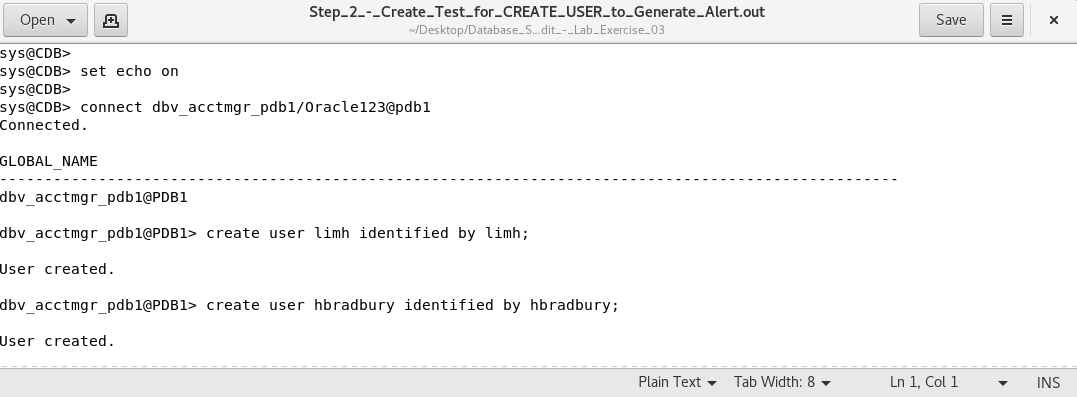 Open
Step_2_-_Create_Test_for_CREATE_USER_to_Generate_Alert.out
~/Desktop/Database_S...dit_-_Lab_Exercise_03
Save
sys@CDB>
sys@CDB> set echo on
sys@CDB>
sys@CDB> connect dbv_acctmgr_pdb1/Oracle123@pdb1
Connected.
GLOBAL_NAME
----------------------------------------------------------------------------------------------------
dbv_acctmgr_pdb1@PDB1
dbv_acctmgr_pdb1@PDB1> create user limh identified by limh;
User created.
dbv_acctmgr_pdb1@PDB1> create user hbradbury identified by hbradbury;
User created.
Plain Text Tab Width: 8 Ln 1, Col 1 INS